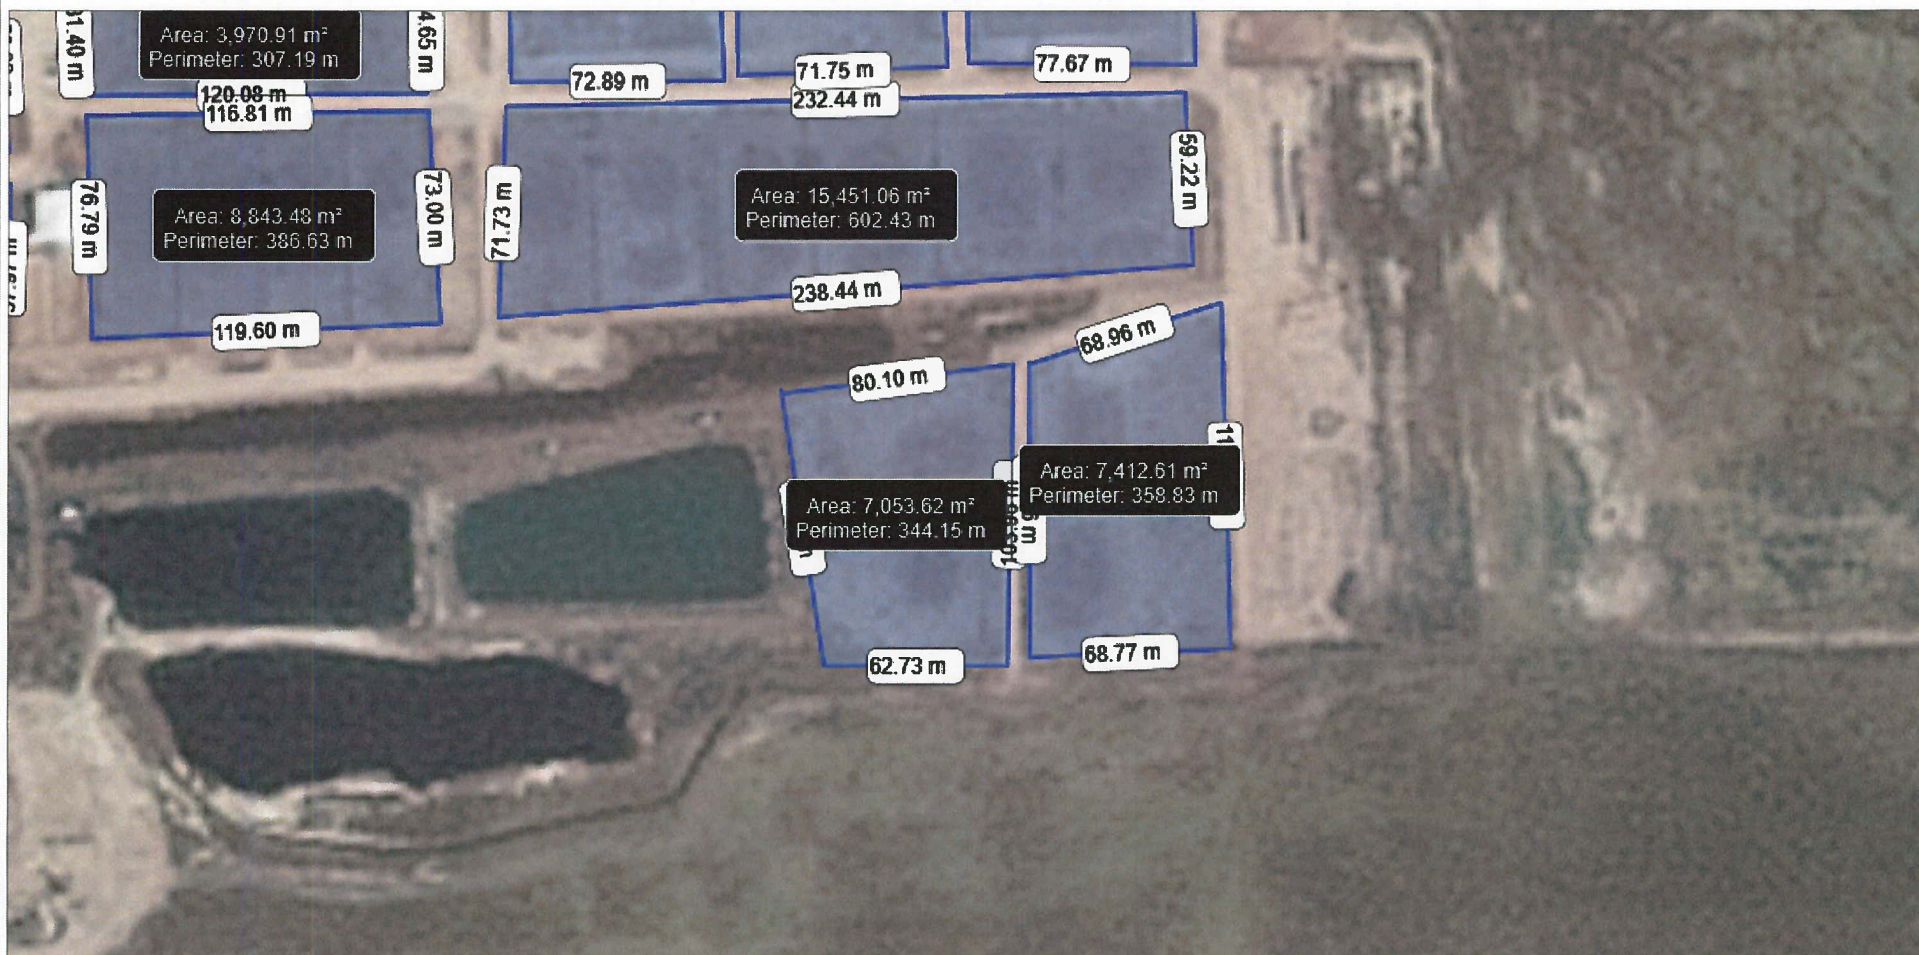 Area: 3,970.91 m²
Perimeter: 307.19 m
4.65 m
72.89 m
71.75 m
77.67 m
120.08 m
116.81 m
232.44 m
76.79 m
Area: 8,843.48 m²
Perimeter: 386.63 m
73.00 m
71.73 m
Area: 15,451.06 m²
Perimeter: 602.43 m
59.22 m
119.60 m
238.44 m
80.10 m
68.96 m
Area: 7,053.62 m²
Perimeter: 344.15 m
Area: 7,412.61 m²
Perimeter: 358.83 m
11
62.73 m
68.77 m